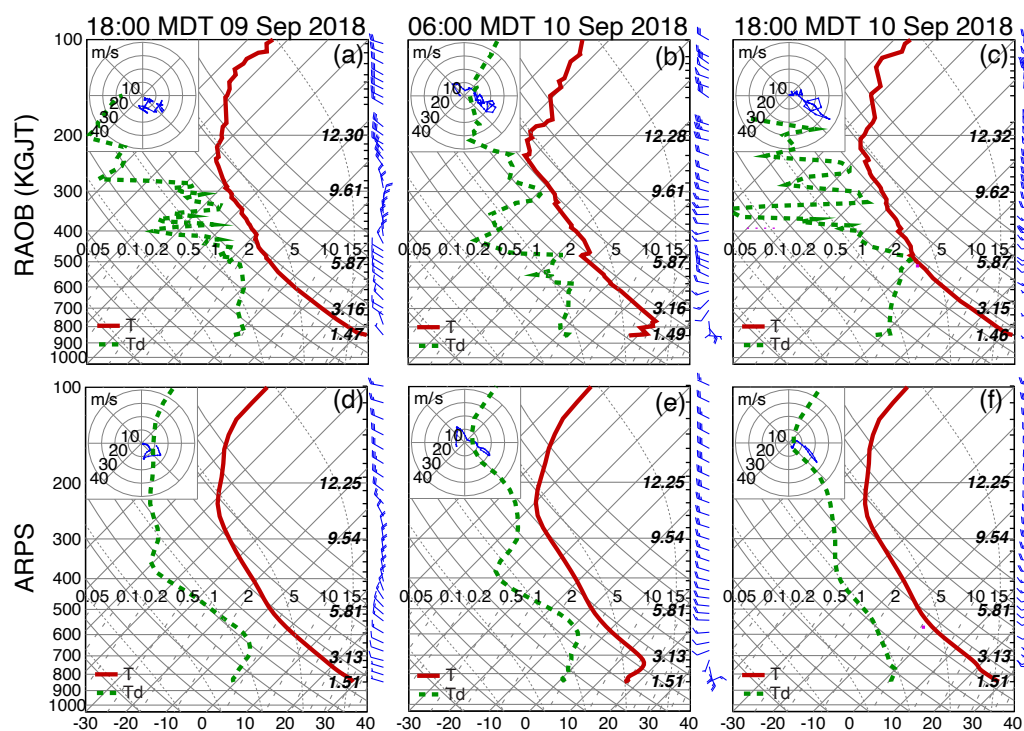 18:00 MDT 09 Sep 2018 06:00 MDT 10 Sep 2018 18:00 MDT 10 Sep 2018
RAOB (KGJT)
100 m/s (a) m/s (b) m/s (c)
10 10 10
20 20 20
30 30 30
40 40 40
200 12.30 12.28 12.32
300 9.61 9.61 9.62
400
0.05 0.1 0.2 0.5 1 2 5 10 15 0.05 0.1 0.2 0.5 1 2 5 10 15 0.05 0.1 0.2 0.5 1 2 5 10 15
500 5.87 5.87 5.87
600
700 3.16 3.16 3.15
800 T 1.47 T 1.49 T 1.46
900 Td Td Td
1000
ARPS
100 m/s (d) m/s (e) m/s (f)
10 10 10
20 20 20
30 30 30
40 40 40
200 12.25 12.25 12.25
300 9.54 9.54 9.54
400
0.05 0.1 0.2 0.5 1 2 5 10 15 0.05 0.1 0.2 0.5 1 2 5 10 15 0.05 0.1 0.2 0.5 1 2 5 10 15
500 5.81 5.81 5.81
600
700 3.13 3.13 3.13
800 T 1.51 T 1.51 T 1.51
900 Td Td Td
1000
-30 -20 -10 0 10 20 30 40 -30 -20 -10 0 10 20 30 40 -30 -20 -10 0 10 20 30 40